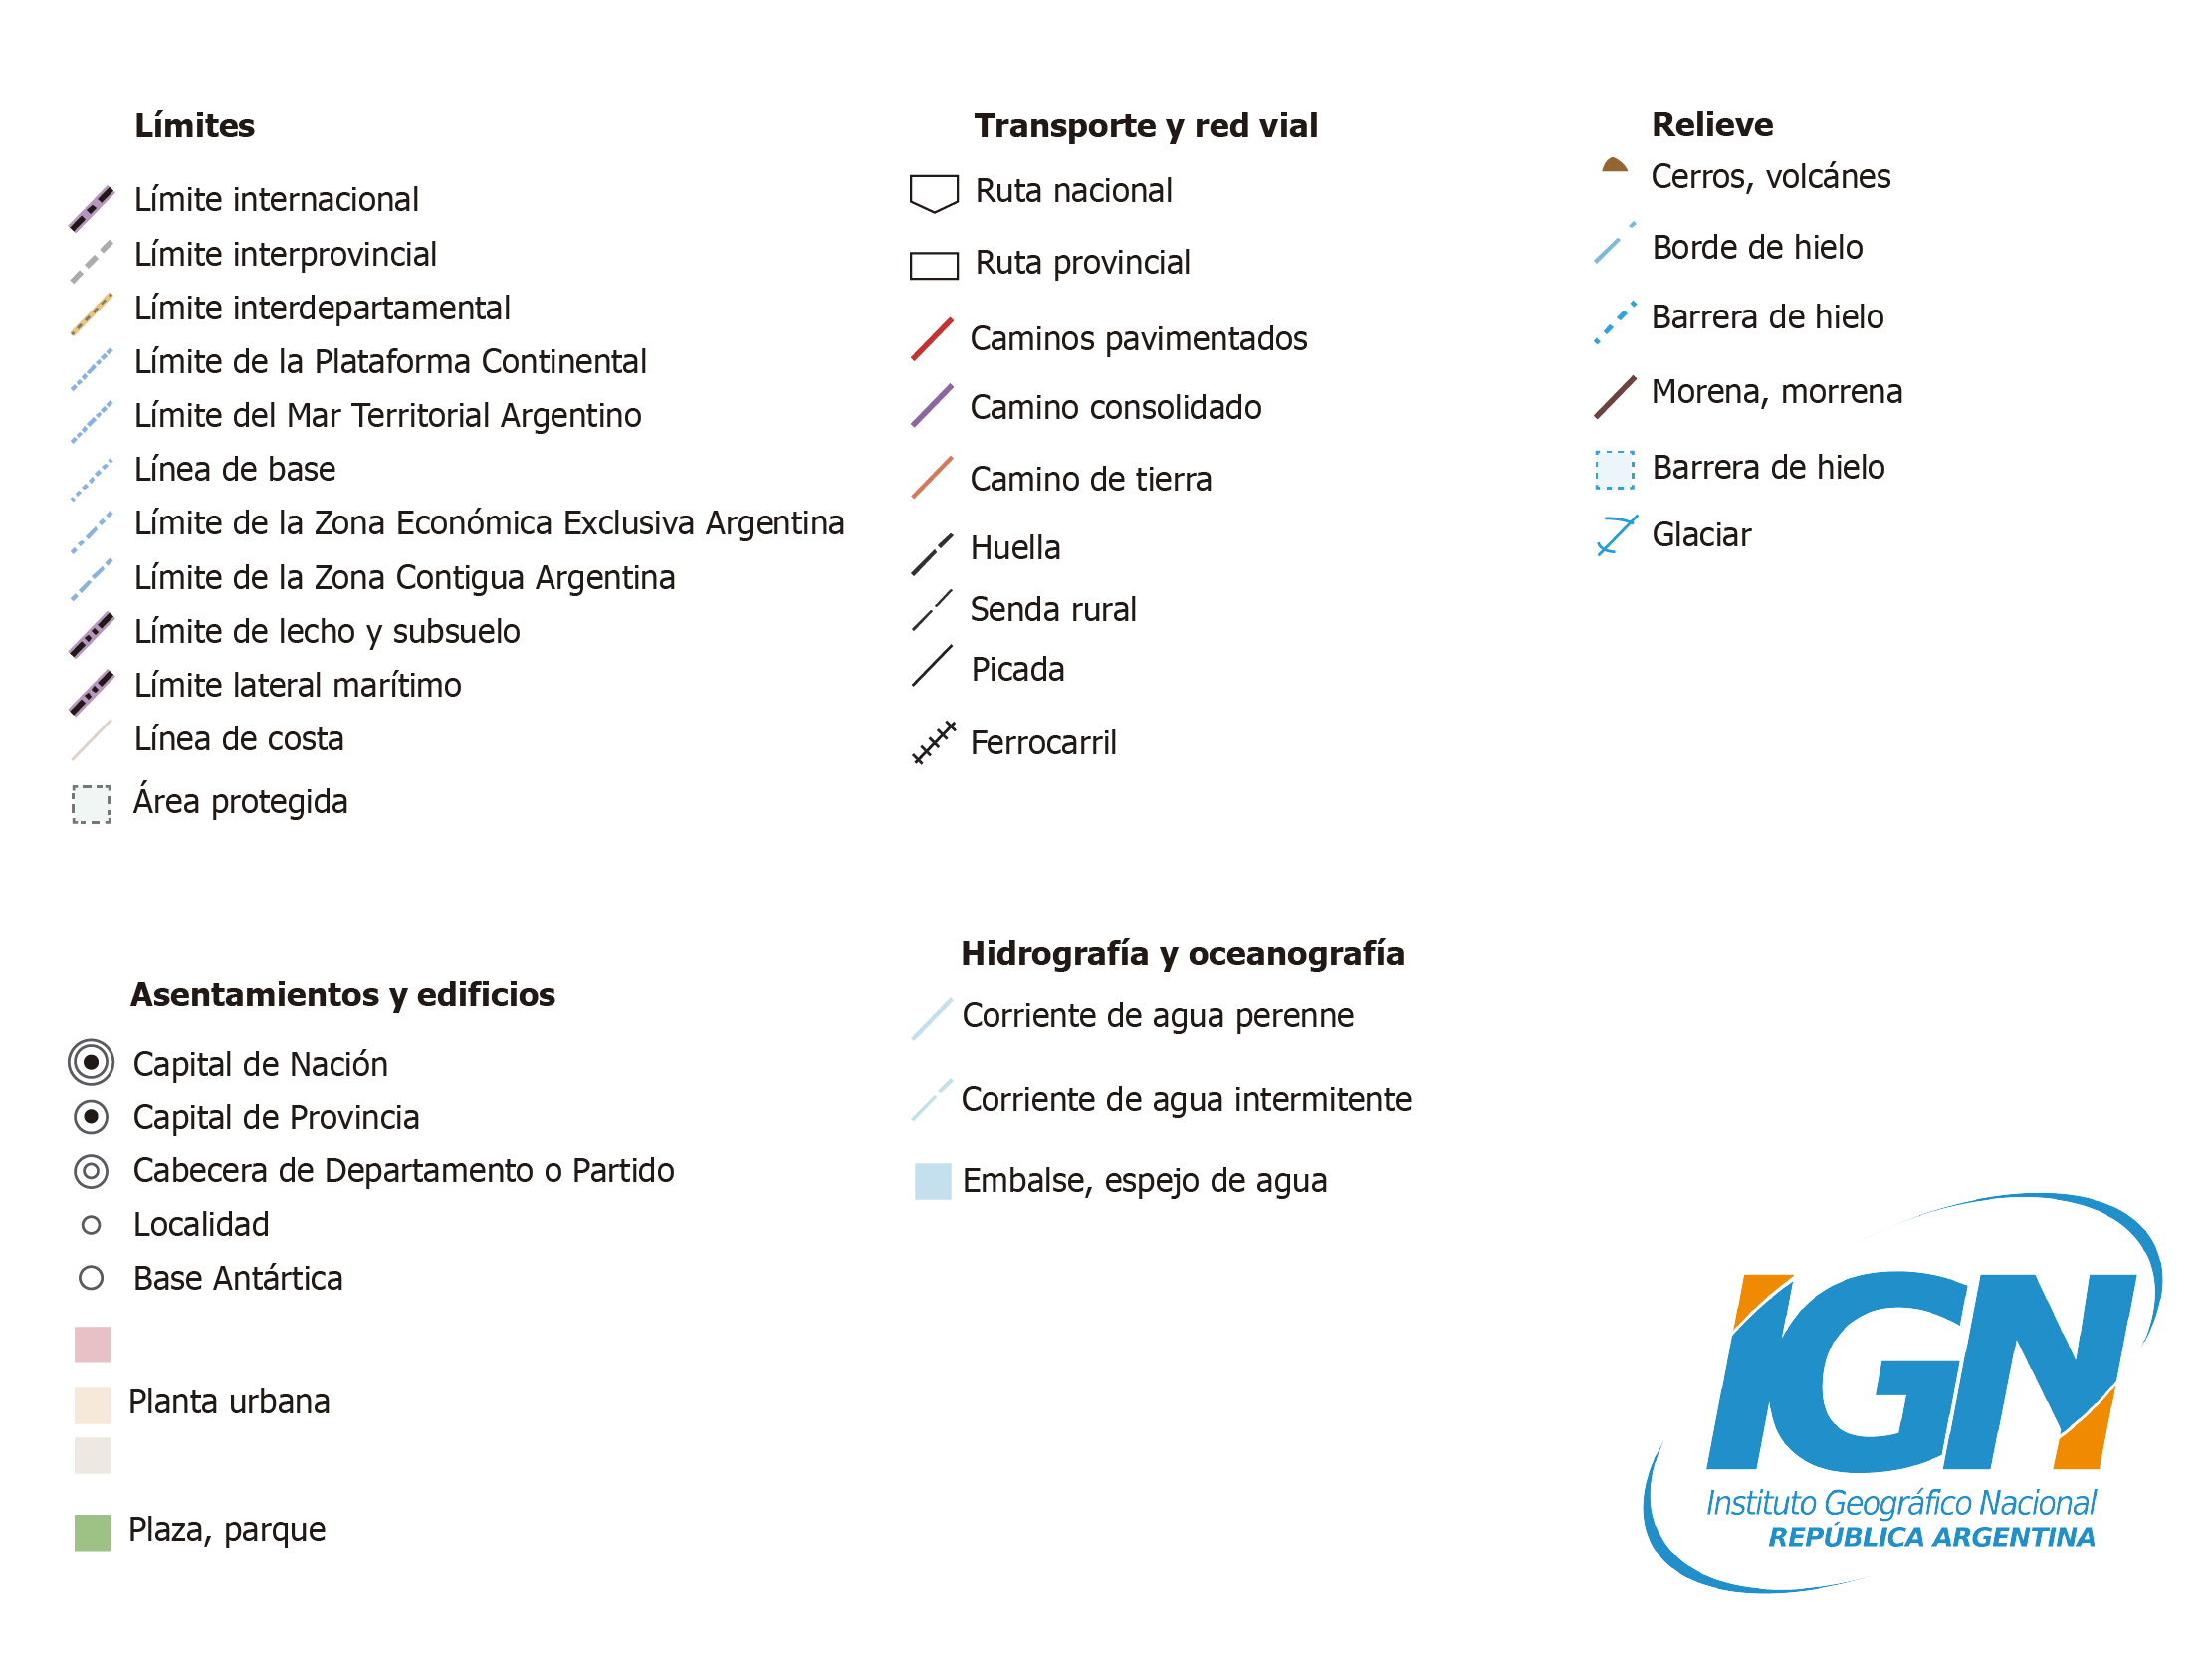 Límites
Límite internacional
Límite interprovincial
Límite interdepartamental
Límite de la Plataforma Continental
Límite del Mar Territorial Argentino
Línea de base
Límite de la Zona Económica Exclusiva Argentina
Límite de la Zona Contigua Argentina
Límite de lecho y subsuelo
Límite lateral marítimo
Línea de costa
Área protegida
Asentamientos y edificios
Capital de Nación
Capital de Provincia
Cabecera de Departamento o Partido
Localidad
Base Antártica
Planta urbana
Plaza, parque
Transporte y red vial
Ruta nacional
Ruta provincial
Caminos pavimentados
Camino consolidado
Camino de tierra
Huella
Senda rural
Picada
Ferrocarril
Hidrografía y oceanografía
Corriente de agua perenne
Corriente de agua intermitente
Embalse, espejo de agua
Relieve
Cerros, volcánes
Borde de hielo
Barrera de hielo
Morena, morrena
Barrera de hielo
Glaciar
IGN
Instituto Geográfico Nacional
REPÚBLICA ARGENTINA